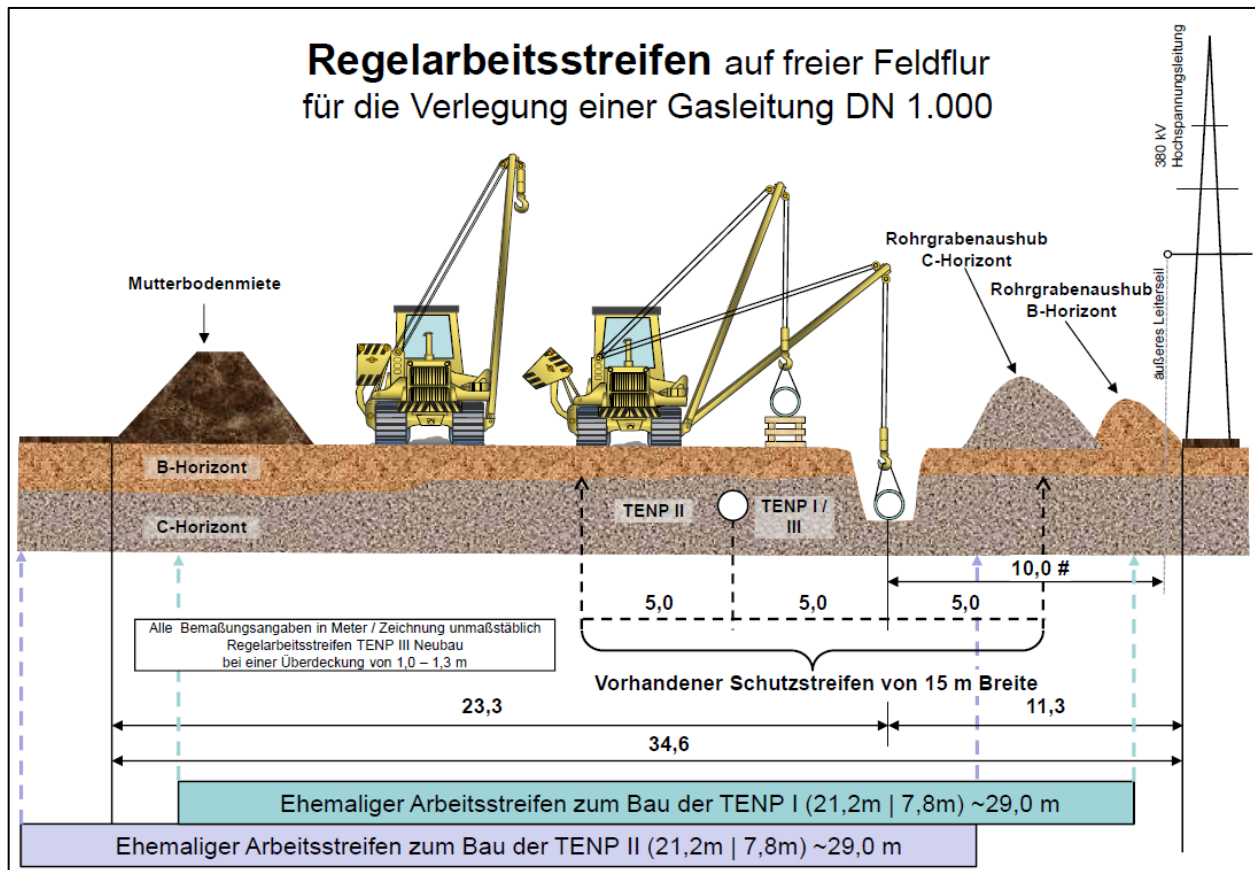 Regelarbeitsstreifen auf freier Feldflur
für die Verlegung einer Gasleitung DN 1.000
380 kV
Hochspannungsleitung
äußeres Leiterseil
Mutterbodenmiete
Rohrgrabenaushub
C-Horizont
Rohrgrabenaushub
B-Horizont
B-Horizont
C-Horizont
TENP II
TENP I /
III
10,0 #
5,0
5,0
5,0
Alle Bemaßungsangaben in Meter / Zeichnung unmaßstäblich
Regelarbeitsstreifen TENP III Neubau
bei einer Überdeckung von 1,0 – 1,3 m
Vorhandener Schutzstreifen von 15 m Breite
23,3
11,3
34,6
Ehemaliger Arbeitsstreifen zum Bau der TENP I (21,2m | 7,8m) ~29,0 m
Ehemaliger Arbeitsstreifen zum Bau der TENP II (21,2m | 7,8m) ~29,0 m